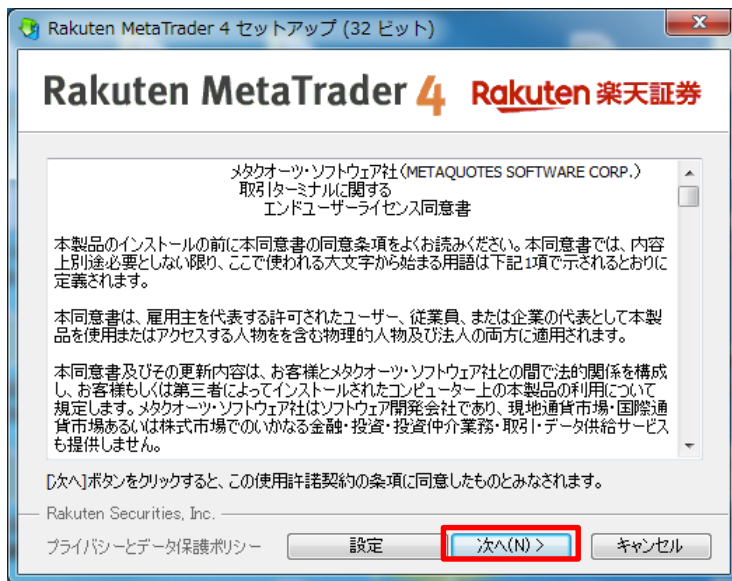 Rakuten MetaTrader 4 セットアップ (32 ビット)
Rakuten MetaTrader 4 Rakuten 楽天証券
メタクオーツ・ソフトウェア社(METAQUOTES SOFTWARE CORP.)
取引ターミナルに関する
エンドユーザーライセンス同意書
本製品のインストールの前に本同意書の同意条項をよくお読みください。本同意書では、内容
上別途必要としない限り、ここで使われる大文字から始まる用語は下記1項で示されるとおりに
定義されます。
本同意書は、雇用主を代表する許可されたユーザー、従業員、または企業の代表として本製
品を使用またはアクセスする人物をを含む物理的人物及び法人の両方に適用されます。
本同意書及びその更新内容は、お客様とメタクオーツ・ソフトウェア社との間で法的関係を構成
し、お客様もしくは第三者によってインストールされたコンピューター上の本製品の利用について
規定します。メタクオーツ・ソフトウェア社はソフトウェア開発会社であり、現地通貨市場・国際通
貨市場あるいは株式市場でのいかなる金融・投資・投資仲介業務・取引・データ供給サービス
も提供しません。
[次へ]ボタンをクリックすると、この使用許諾契約の条項に同意したものとみなされます。
Rakuten Securities, Inc.
プライバシーとデータ保護ポリシー 設定 次へ(N) > キャンセル